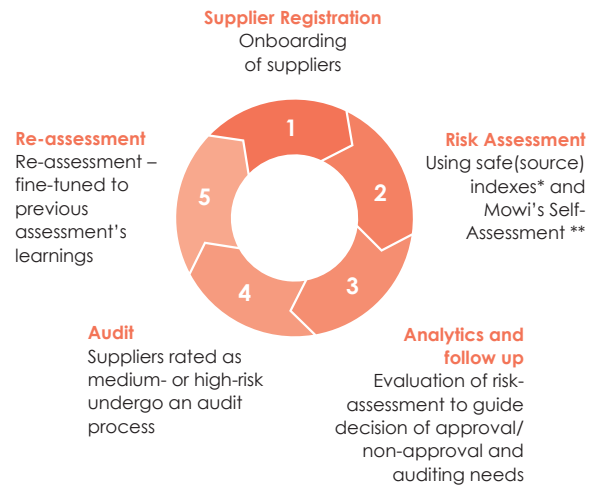 Supplier Registration
Onboarding
of suppliers
1
Risk Assessment
Using safe(source)
indexes* and
Mowi's Self-
Assessment **
2
Analytics and
follow up
Evaluation of risk-
assessment to guide
decision of approval/
non-approval and
auditing needs
3
Audit
Suppliers rated as
medium- or high-risk
undergo an audit
process
4
Re-assessment
Re-assessment –
fine-tuned to
previous
assessment's
learnings
5